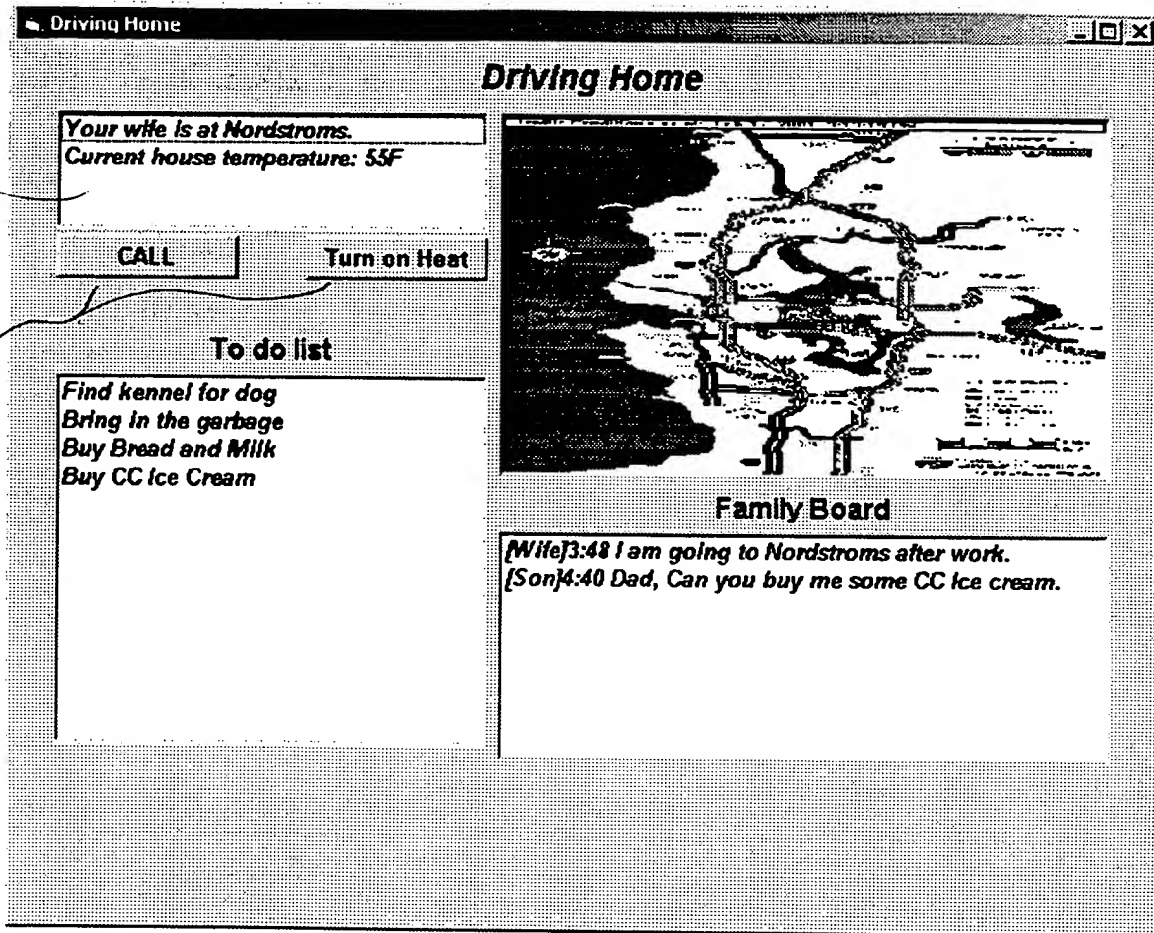 Driving Home
Driving Home
Your wife is at Nordstroms.
Current house temperature: 55F
CALL
Turn on Heat
To do list
Find kennel for dog
Bring in the garbage
Buy Bread and Milk
Buy CC Ice Cream
Family Board
[Wife]3:48 I am going to Nordstroms after work.
[Son]4:40 Dad, Can you buy me some CC Ice cream.